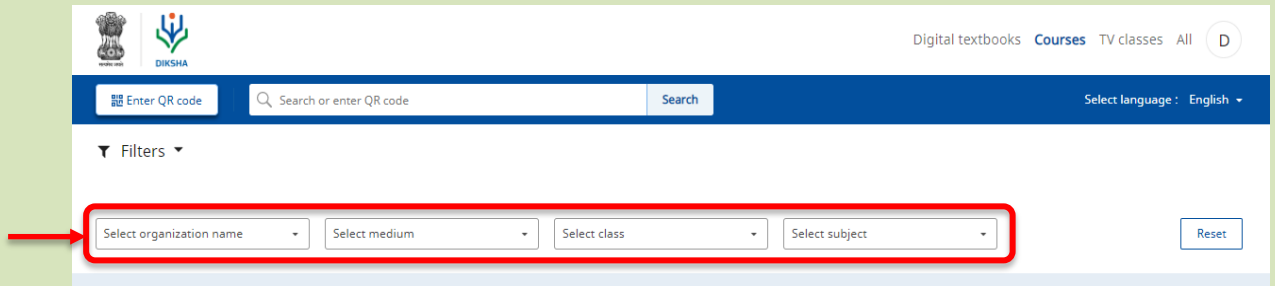 DIKSHA
Digital textbooks Courses TV classes All D
Enter QR code Search or enter QR code Search Select language : English
Filters
Select organization name Select medium Select class Select subject Reset